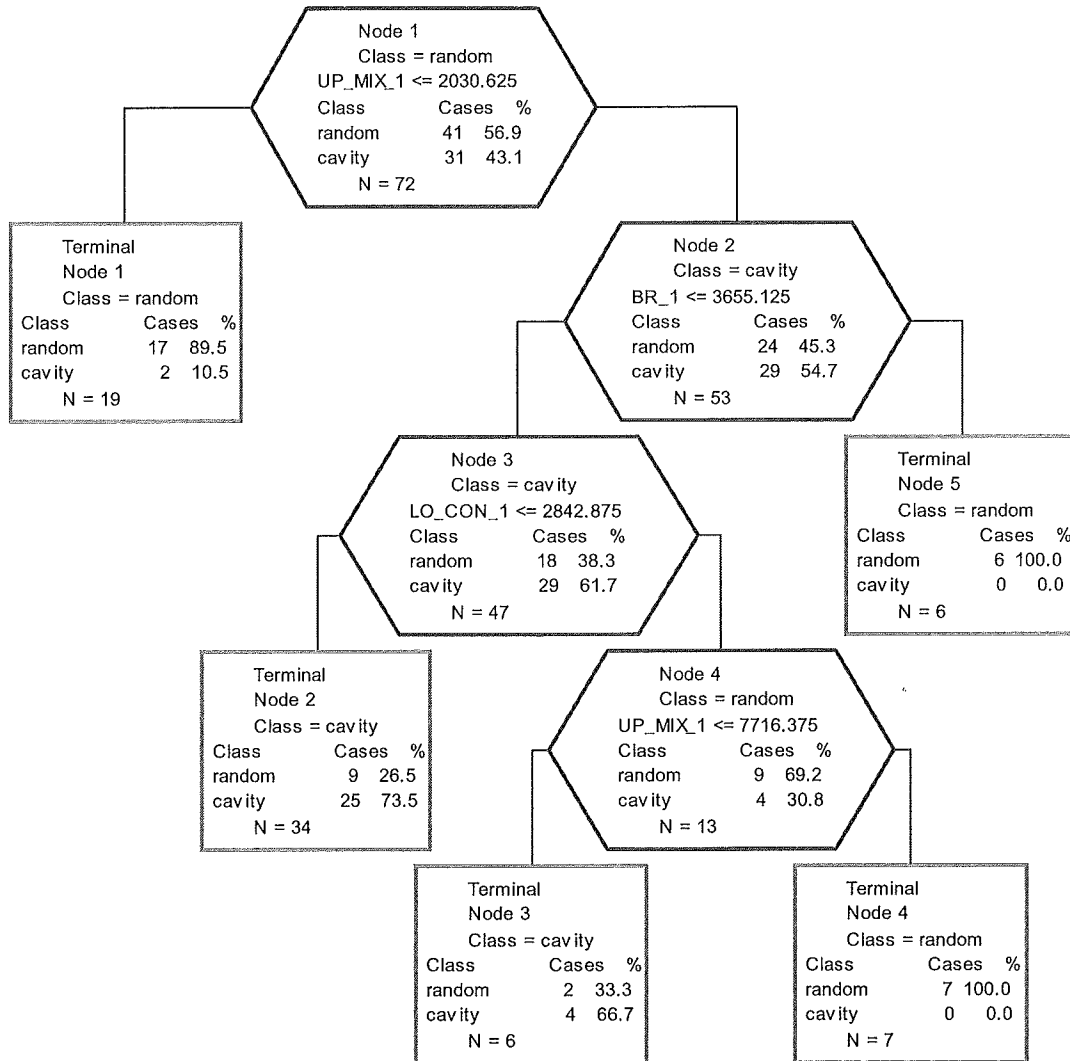 Node 1
Class = random
UP_MIX_1 <= 2030.625
Class Cases %
random 41 56.9
cavity 31 43.1
N = 72
Terminal
Node 1
Class = random
Class Cases %
random 17 89.5
cavity 2 10.5
N = 19
Node 2
Class = cavity
BR_1 <= 3655.125
Class Cases %
random 24 45.3
cavity 29 54.7
N = 53
Node 3
Class = cavity
LO_CON_1 <= 2842.875
Class Cases %
random 18 38.3
cavity 29 61.7
N = 47
Terminal
Node 5
Class = random
Class Cases %
random 6 100.0
cavity 0 0.0
N = 6
Terminal
Node 2
Class = cavity
Class Cases %
random 9 26.5
cavity 25 73.5
N = 34
Node 4
Class = random
UP_MIX_1 <= 7716.375
Class Cases %
random 9 69.2
cavity 4 30.8
N = 13
Terminal
Node 3
Class = cavity
Class Cases %
random 2 33.3
cavity 4 66.7
N = 6
Terminal
Node 4
Class = random
Class Cases %
random 7 100.0
cavity 0 0.0
N = 7